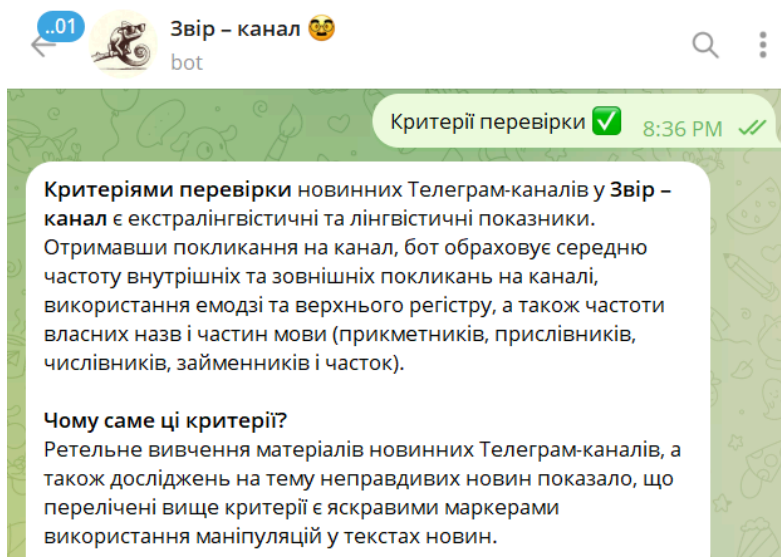 ..01
Звір – канал 🥸
bot
Критерії перевірки ✅ 8:36 PM
Критеріями перевірки новинних Телеграм-каналів у Звір –
канал є екстралінгвістичні та лінгвістичні показники.
Отримавши покликання на канал, бот обраховує середню
частоту внутрішніх та зовнішніх покликань на каналі,
використання емодзі та верхнього регістру, а також частоти
власних назв і частин мови (прикметників, прислівників,
числівників, займенників і часток).
Чому саме ці критерії?
Ретельне вивчення матеріалів новинних Телеграм-каналів, а
також досліджень на тему неправдивих новин показало, що
перелічені вище критерії є яскравими маркерами
використання маніпуляцій у текстах новин.